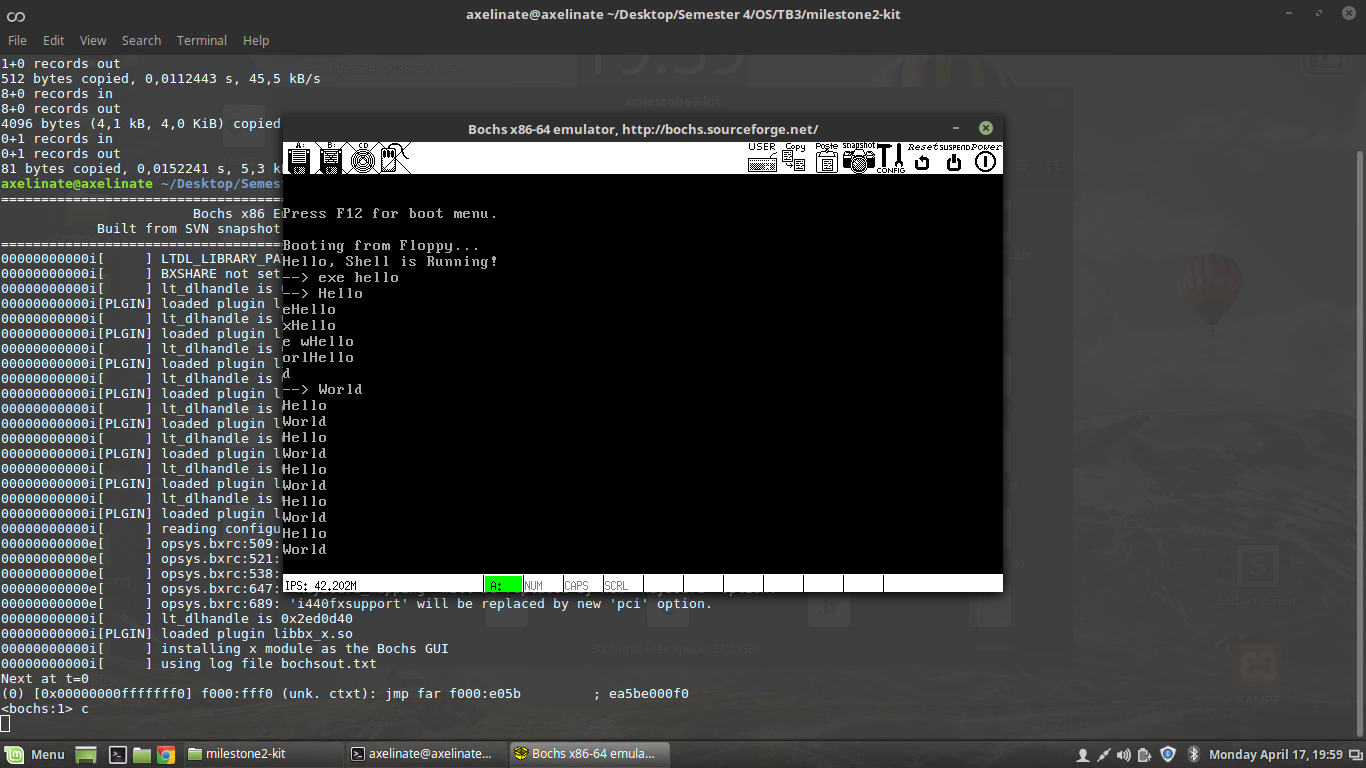 axelinate@axelinate ~/Desktop/Semester 4/OS/TB3/milestone2-kit
File Edit View Search Terminal Help
1+0 records out
512 bytes copied, 0,0112443 s, 45,5 kB/s
8+0 records in
8+0 records out
4096 bytes (4,1 kB, 4,0 KiB) copied
0+1 records in
0+1 records out
81 bytes copied, 0,0152241 s, 5,3 k
axelinate@axelinate ~/Desktop/Semes
Bochs x86 E
Built from SVN snapshot
00000000000i[      ] LTDL_LIBRARY_PA
00000000000i[      ] BXSHARE not set
00000000000i[      ] lt_dlhandle is
00000000000i[PLGIN] loaded plugin l
00000000000i[      ] lt_dlhandle is
00000000000i[PLGIN] loaded plugin l
00000000000i[      ] lt_dlhandle is
00000000000i[PLGIN] loaded plugin l
00000000000i[      ] lt_dlhandle is
00000000000i[PLGIN] loaded plugin l
00000000000i[      ] lt_dlhandle is
00000000000i[PLGIN] loaded plugin l
00000000000i[      ] lt_dlhandle is
00000000000i[PLGIN] loaded plugin l
00000000000i[      ] lt_dlhandle is
00000000000i[PLGIN] loaded plugin l
00000000000i[      ] lt_dlhandle is
00000000000i[PLGIN] loaded plugin l
00000000000i[      ] reading configu
00000000000e[      ] opsys.bxrc:509:
00000000000e[      ] opsys.bxrc:521:
00000000000e[      ] opsys.bxrc:538:
00000000000e[      ] opsys.bxrc:647:
00000000000e[      ] opsys.bxrc:689: 'i440fxsupport' will be replaced by new 'pci' option.
00000000000i[      ] lt_dlhandle is 0x2ed0d40
00000000000i[PLGIN] loaded plugin libbx_x.so
00000000000i[      ] installing x module as the Bochs GUI
00000000000i[      ] using log file bochsout.txt
Next at t=0
(0) [0x00000000fffffff0] f000:fff0 (unk. ctxt): jmp far f000:e05b ; ea5be000f0
<bochs:1> c
milestone2-kit
Bochs x86-64 emulator, http://bochs.sourceforge.net/
A: B: CD USER Copy Paste snapshot CONFIG Reset SUSPEND Power
Press F12 for boot menu.
Booting from Floppy...
Hello, Shell is Running!
--> exe hello
--> Hello
eHello
xHello
e wHello
orlHello
d
--> World
Hello
World
Hello
World
Hello
World
Hello
World
Hello
World
IPS: 42.202M A: NUM CAPS SCRL
.h
Sublime Text
XAMPP
Menu milestone2-kit axelinate@axelinate... Bochs x86-64 emula... Monday April 17, 19:59